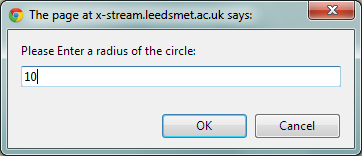 The page at x-stream.leedsmet.ac.uk says:
Please Enter a radius of the circle:
10
OK Cancel